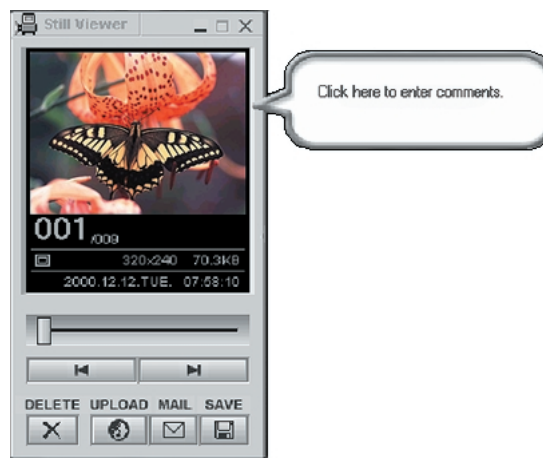 Still Viewer
Click here to enter comments.
001/009
320x240 70.3KB
2000.12.12.TUE. 07:58:10
DELETE UPLOAD MAIL SAVE